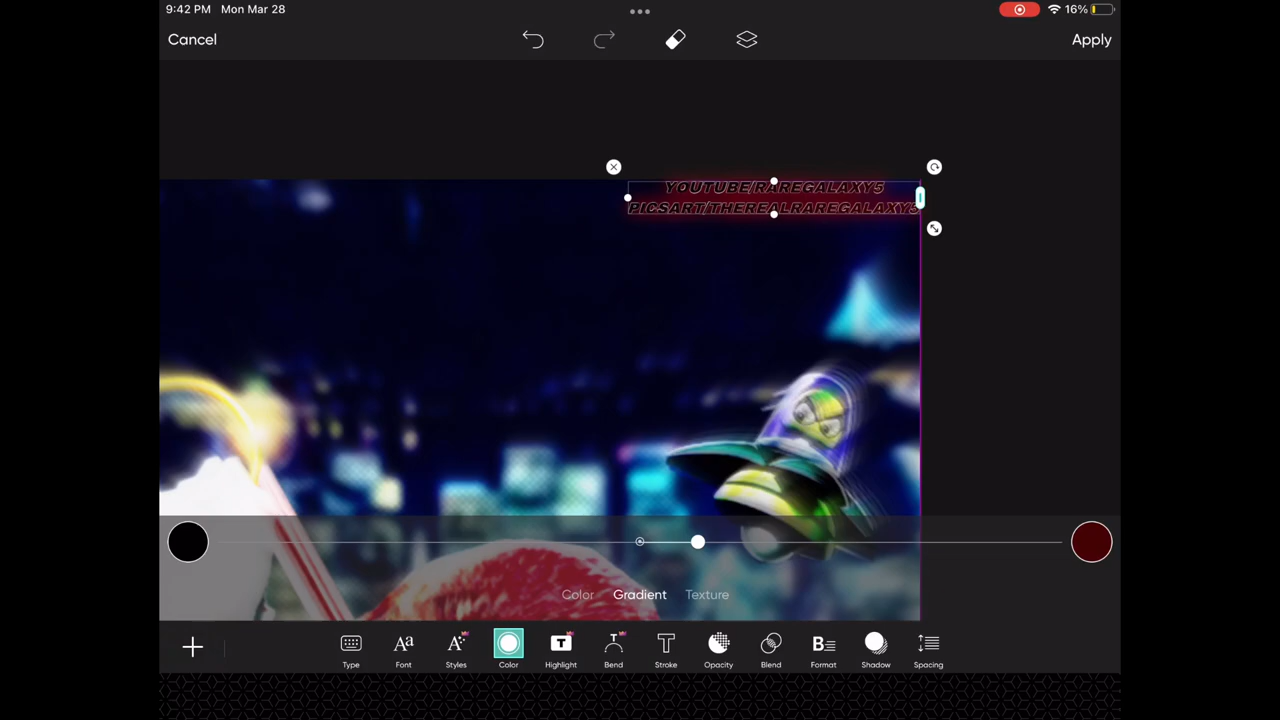 9:42 PM Mon Mar 28
16%
Cancel
Apply
YOUTUBE/RAREGALAXY5
PICSART/THEREALRAREGALAXY5
Color Gradient Texture
Type Font Styles Color Highlight Bend Stroke Opacity Blend Format Shadow Spacing